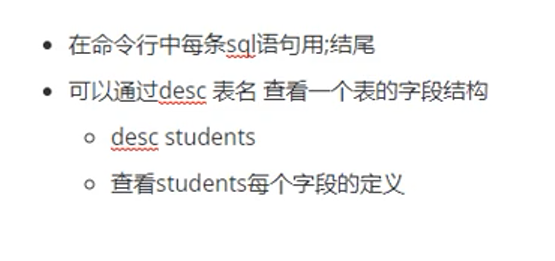 在命令行中每条sql语句用;结尾
可以通过desc 表名 查看一个表的字段结构
desc students
查看students每个字段的定义